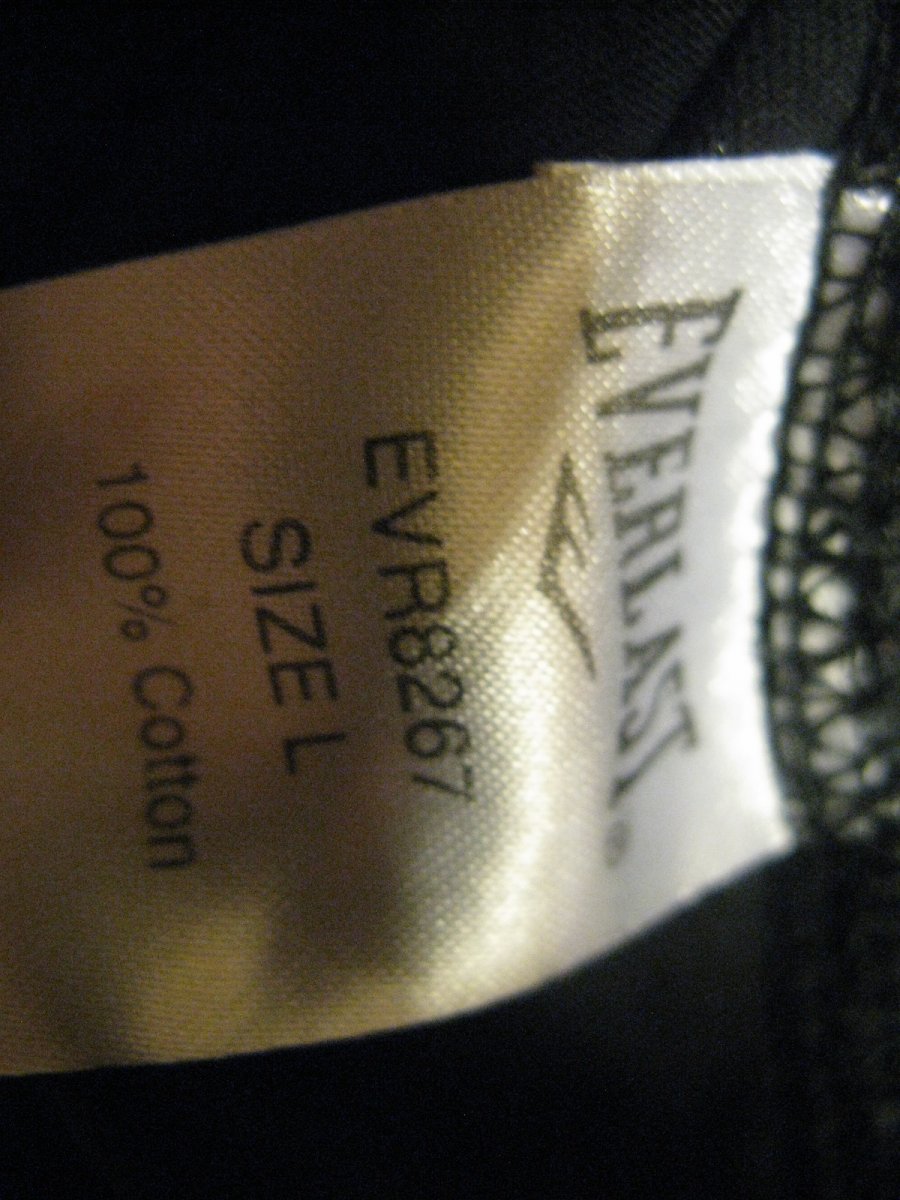 EVERLAST®
EVR8267
SIZE L
100% Cotton